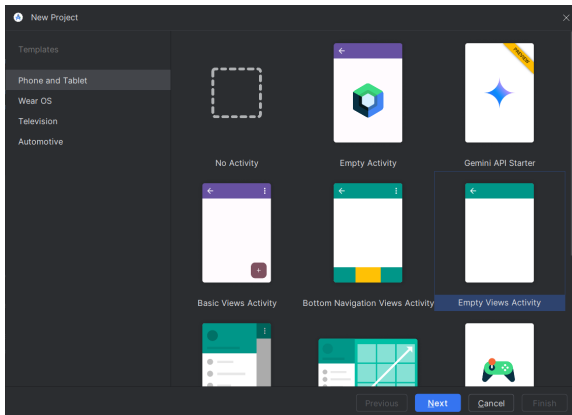 New Project
Templates
Phone and Tablet
Wear OS
Television
Automotive
No Activity
Empty Activity
PREVIEW
Gemini API Starter
Basic Views Activity
Bottom Navigation Views Activity
Empty Views Activity
Previous
Next
Cancel
Finish